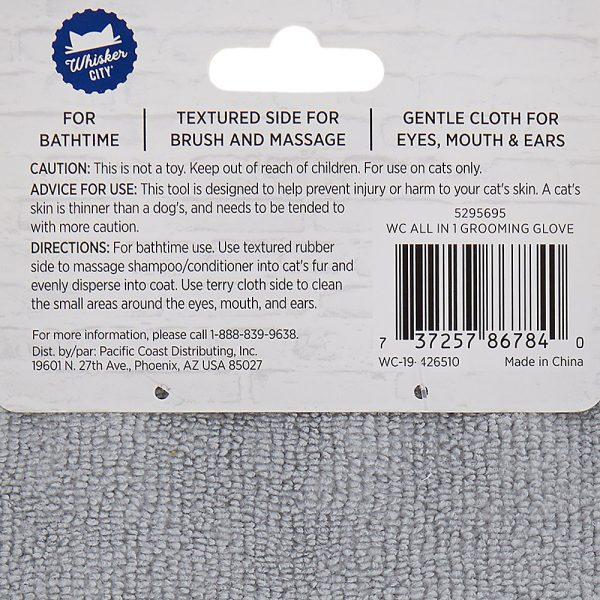 Whisker
CITY®
FOR
BATHTIME
TEXTURED SIDE FOR
BRUSH AND MASSAGE
GENTLE CLOTH FOR
EYES, MOUTH & EARS
CAUTION: This is not a toy. Keep out of reach of children. For use on cats only.
ADVICE FOR USE: This tool is designed to help prevent injury or harm to your cat's skin. A cat's
skin is thinner than a dog's, and needs to be tended to
with more caution.
DIRECTIONS: For bathtime use. Use textured rubber
side to massage shampoo/conditioner into cat's fur and
evenly disperse into coat. Use terry cloth side to clean
the small areas around the eyes, mouth, and ears.
For more information, please call 1-888-839-9638.
Dist. by/par: Pacific Coast Distributing, Inc.
19601 N. 27th Ave., Phoenix, AZ USA 85027
5295695
WC ALL IN 1 GROOMING GLOVE
7 37257 86784 0
WC-19-426510 Made in China